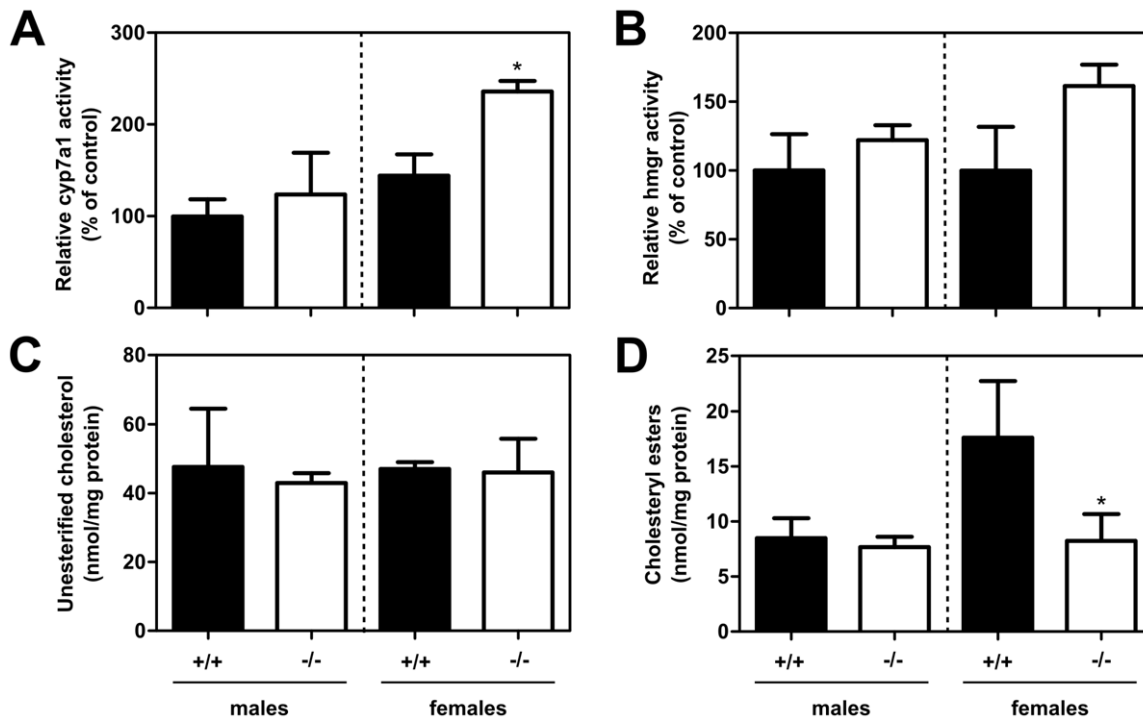 A
Relative cyp7a1 activity
(% of control)
300
200
100
0
*
B
Relative hmgr activity
(% of control)
200
150
100
50
0
C
Unesterified cholesterol
(nmol/mg protein)
80
60
40
20
0
+/+ -/- +/+ -/-
males females
D
Cholesteryl esters
(nmol/mg protein)
25
20
15
10
5
0
*
+/+ -/- +/+ -/-
males females